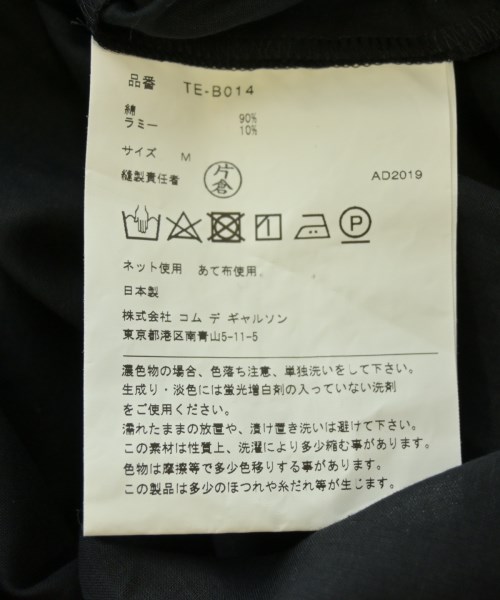 品番 TE-B014
綿 90%
ラミー 10%
サイズ M
縫製責任者 片倉 AD2019
P
ネット使用 あて布使用。
日本製
株式会社 コム デ ギャルソン
東京都港区南青山5-11-5
濃色物の場合、色落ち注意、単独洗いをして下さい。
生成り・淡色には蛍光増白剤の入っていない洗剤
をご使用ください。
濡れたままの放置や、漬け置き洗いは避けて下さい。
この素材は性質上、洗濯により多少縮む事があります。
色物は摩擦等で多少色移りする事があります。
この製品は多少のほつれや糸だれ等が生じます。